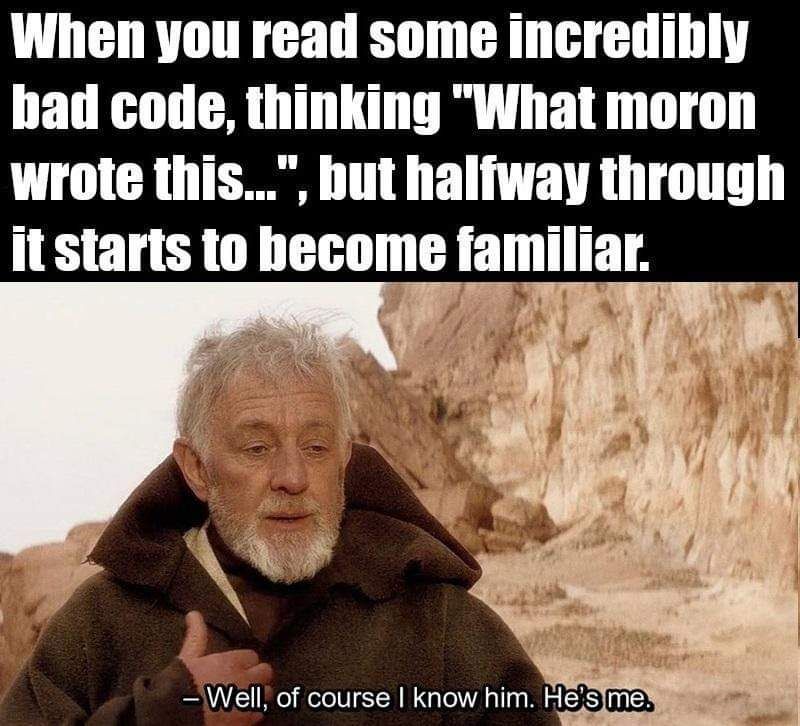 When you read some incredibly
bad code, thinking "What moron
wrote this...", but halfway through
it starts to become familiar.
– Well, of course I know him. He's me.